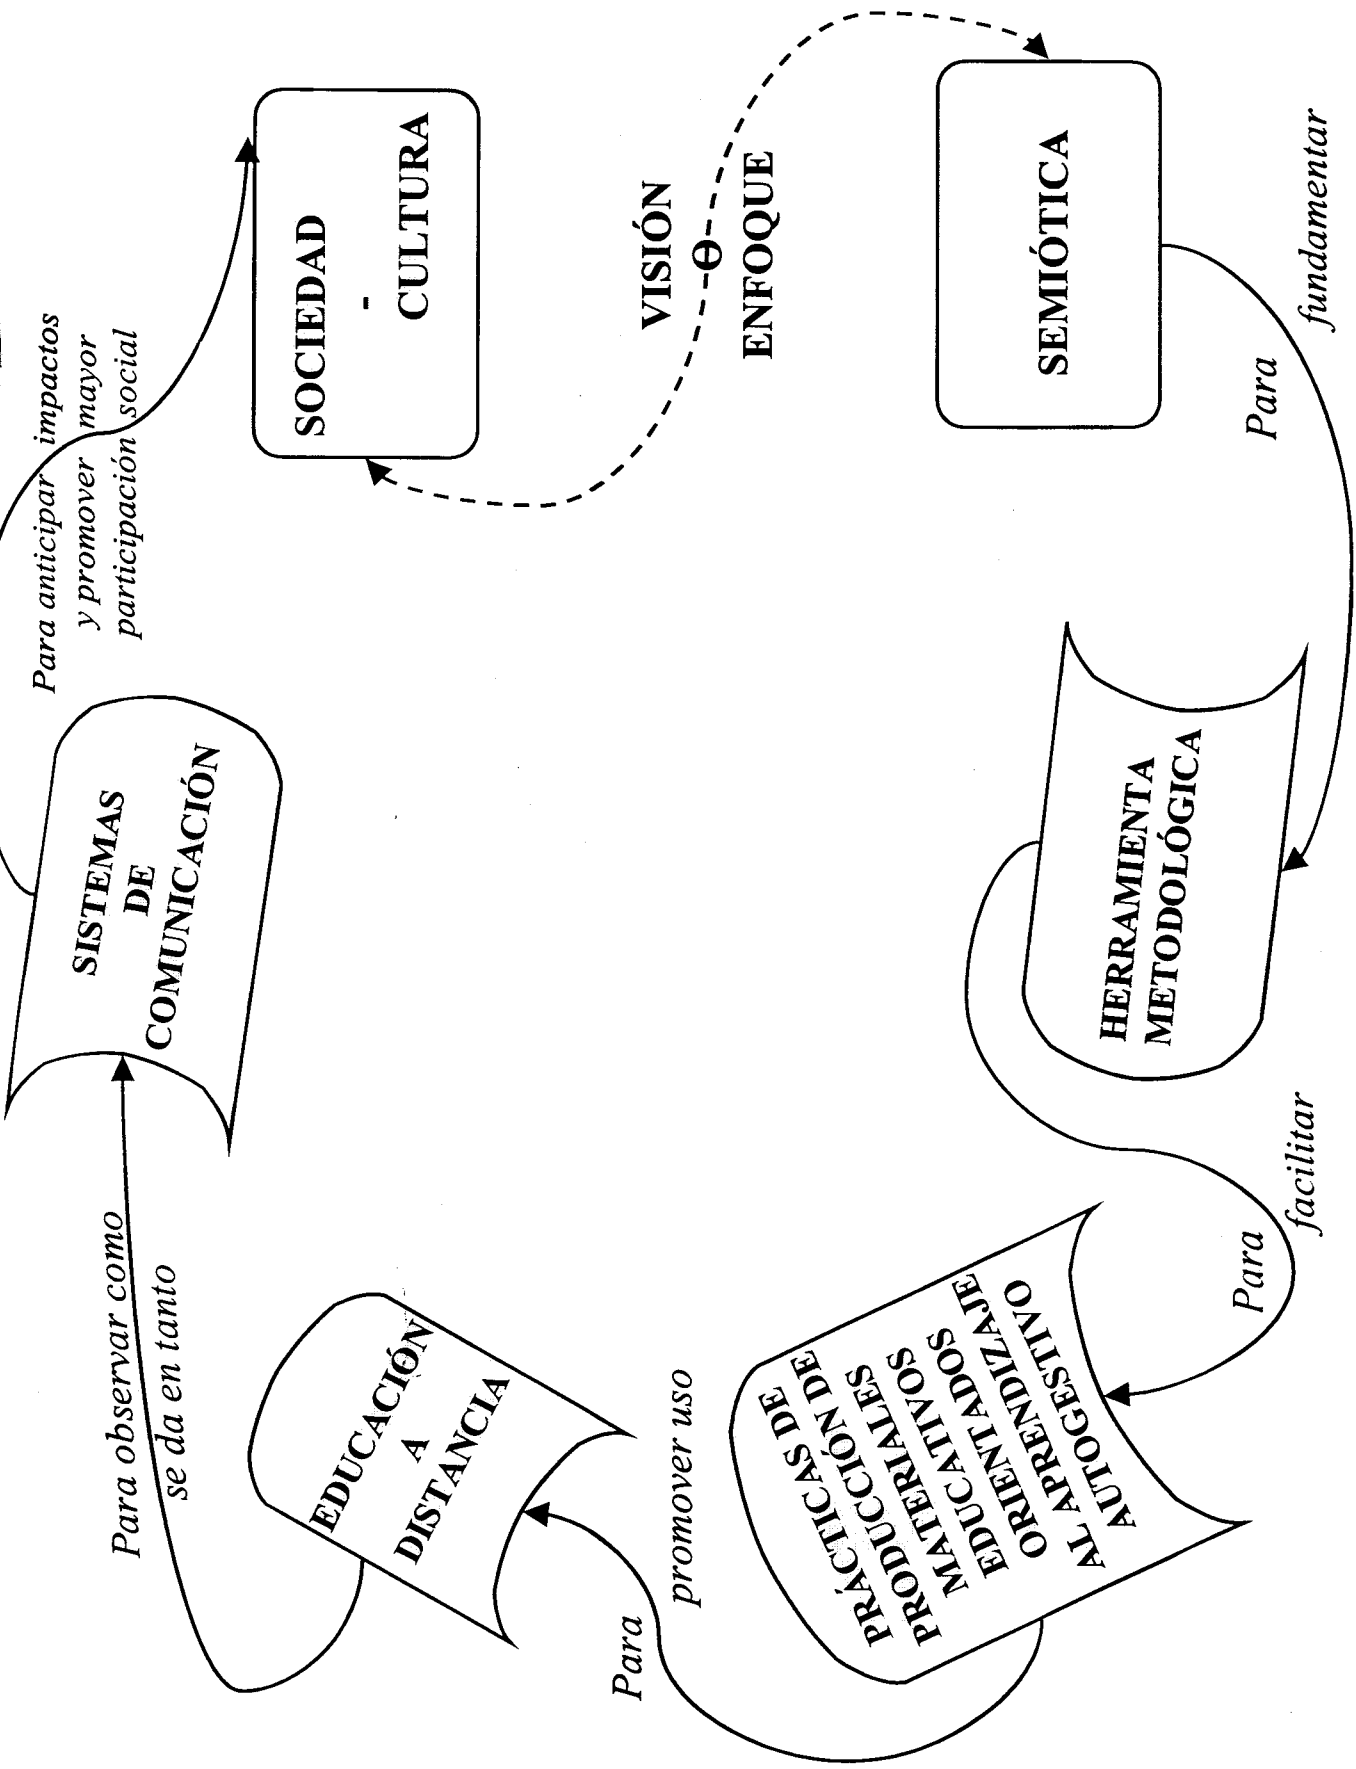 Para observar como
se da en tanto
SISTEMAS
DE
COMUNICACIÓN
Para anticipar impactos
y promover mayor
participación social
EDUCACIÓN
A
DISTANCIA
SOCIEDAD
-
CULTURA
Para
promover uso
VISIÓN
O
ENFOQUE
PRÁCTICAS DE
PRODUCCIÓN DE
MATERIALES
EDUCATIVOS
ORIENTADOS
AL APRENDIZAJE
AUTOGESTIVO
HERRAMIENTA
METODOLÓGICA
SEMIÓTICA
Para
facilitar
Para
fundamentar